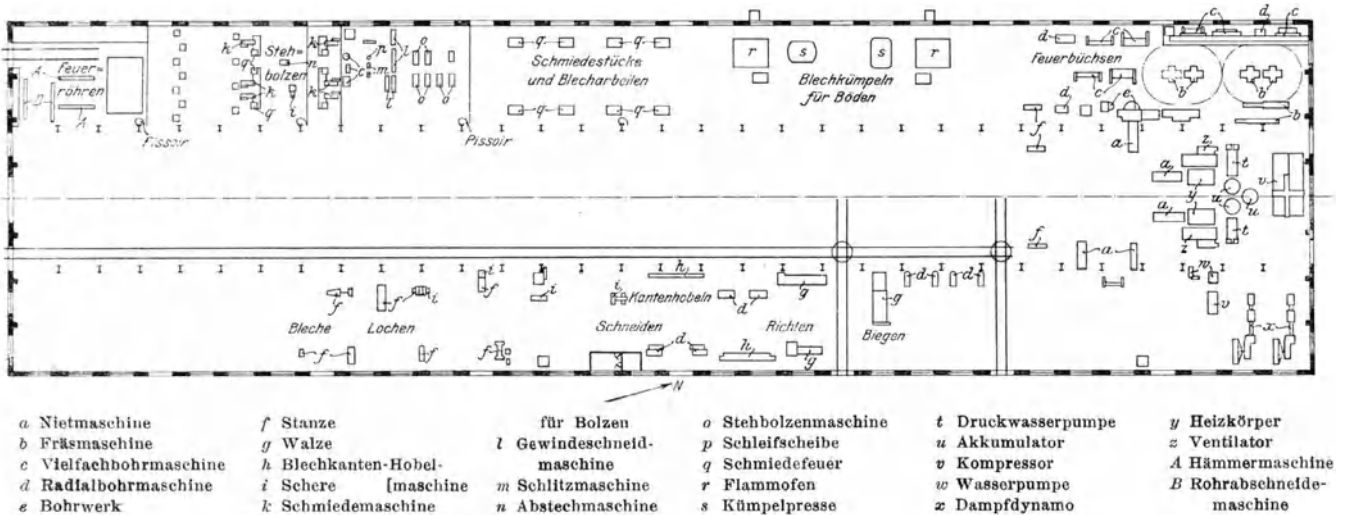 k
k
o
l
p
d
c
d
c
c
q
q
r
s
s
r
Steh=
n
m
c
Schmiedestücke
Feuerbüchsen
A
Feuer=
q
bolzen
und Blecharbeiten
Blechkümpeln
b
b
röhren
k
k
für Böden
c
e
A
q
i
l
o
o
q
q
d
b
Pissoir
Pissoir
f
a
z
t
a
y
v
u
u
u
a
z
t
f
a
i
f
i
h
i
Kantenhobeln
g
d
d
w
f
f
i
d
g
v
Bleche
Lochen
Schneiden
Richten
Biegen
x
f
f
f
d
h
g
N
a Nietmaschine
b Fräsmaschine
c Vielfachbohrmaschine
d Radialbohrmaschine
e Bohrwerk
f Stanze
g Walze
h Blechkanten-Hobel-
i Schere [maschine
k Schmiedemaschine
für Bolzen
l Gewindeschneid-
maschine
m Schlitzmaschine
n Abstechmaschine
o Stehbolzenmaschine
p Schleifscheibe
q Schmiedefeuer
r Flammofen
s Kümpelpresse
t Druckwasserpumpe
u Akkumulator
v Kompressor
w Wasserpumpe
x Dampfdynamo
y Heizkörper
z Ventilator
A Hämmermaschine
B Rohrabschneide-
maschine